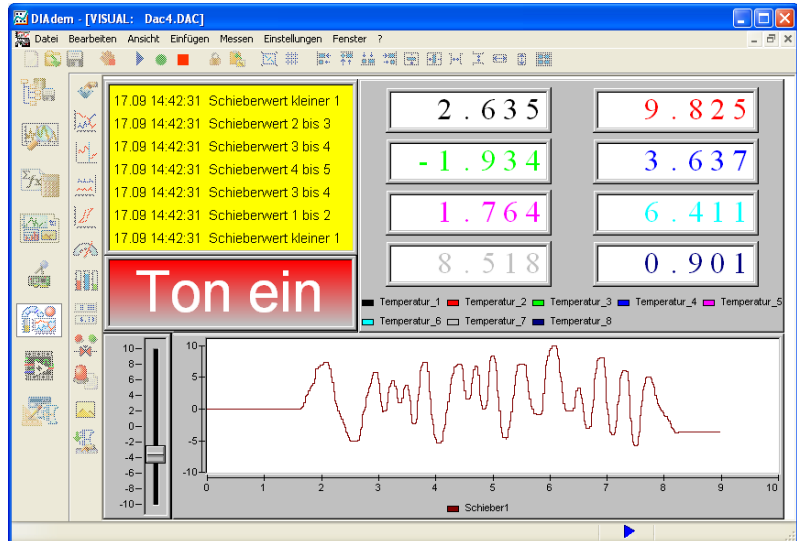 DIAdem - [VISUAL: Dac4.DAC]
Datei Bearbeiten Ansicht Einfügen Messen Einstellungen Fenster ?
17.09 14:42:31 Schieberwert kleiner 1
17.09 14:42:31 Schieberwert 2 bis 3
17.09 14:42:31 Schieberwert 3 bis 4
17.09 14:42:31 Schieberwert 4 bis 5
17.09 14:42:31 Schieberwert 3 bis 4
17.09 14:42:31 Schieberwert 1 bis 2
17.09 14:42:31 Schieberwert kleiner 1
Ton ein
2.635 9.825
-1.934 3.637
1.764 6.411
8.518 0.901
Temperatur_1 Temperatur_2 Temperatur_3 Temperatur_4 Temperatur_5
Temperatur_6 Temperatur_7 Temperatur_8
10
8
6
4
2
0
-2
-4
-6
-8
-10
10
5
0
-5
-10
0 1 2 3 4 5 6 7 8 9 10
Schieber1